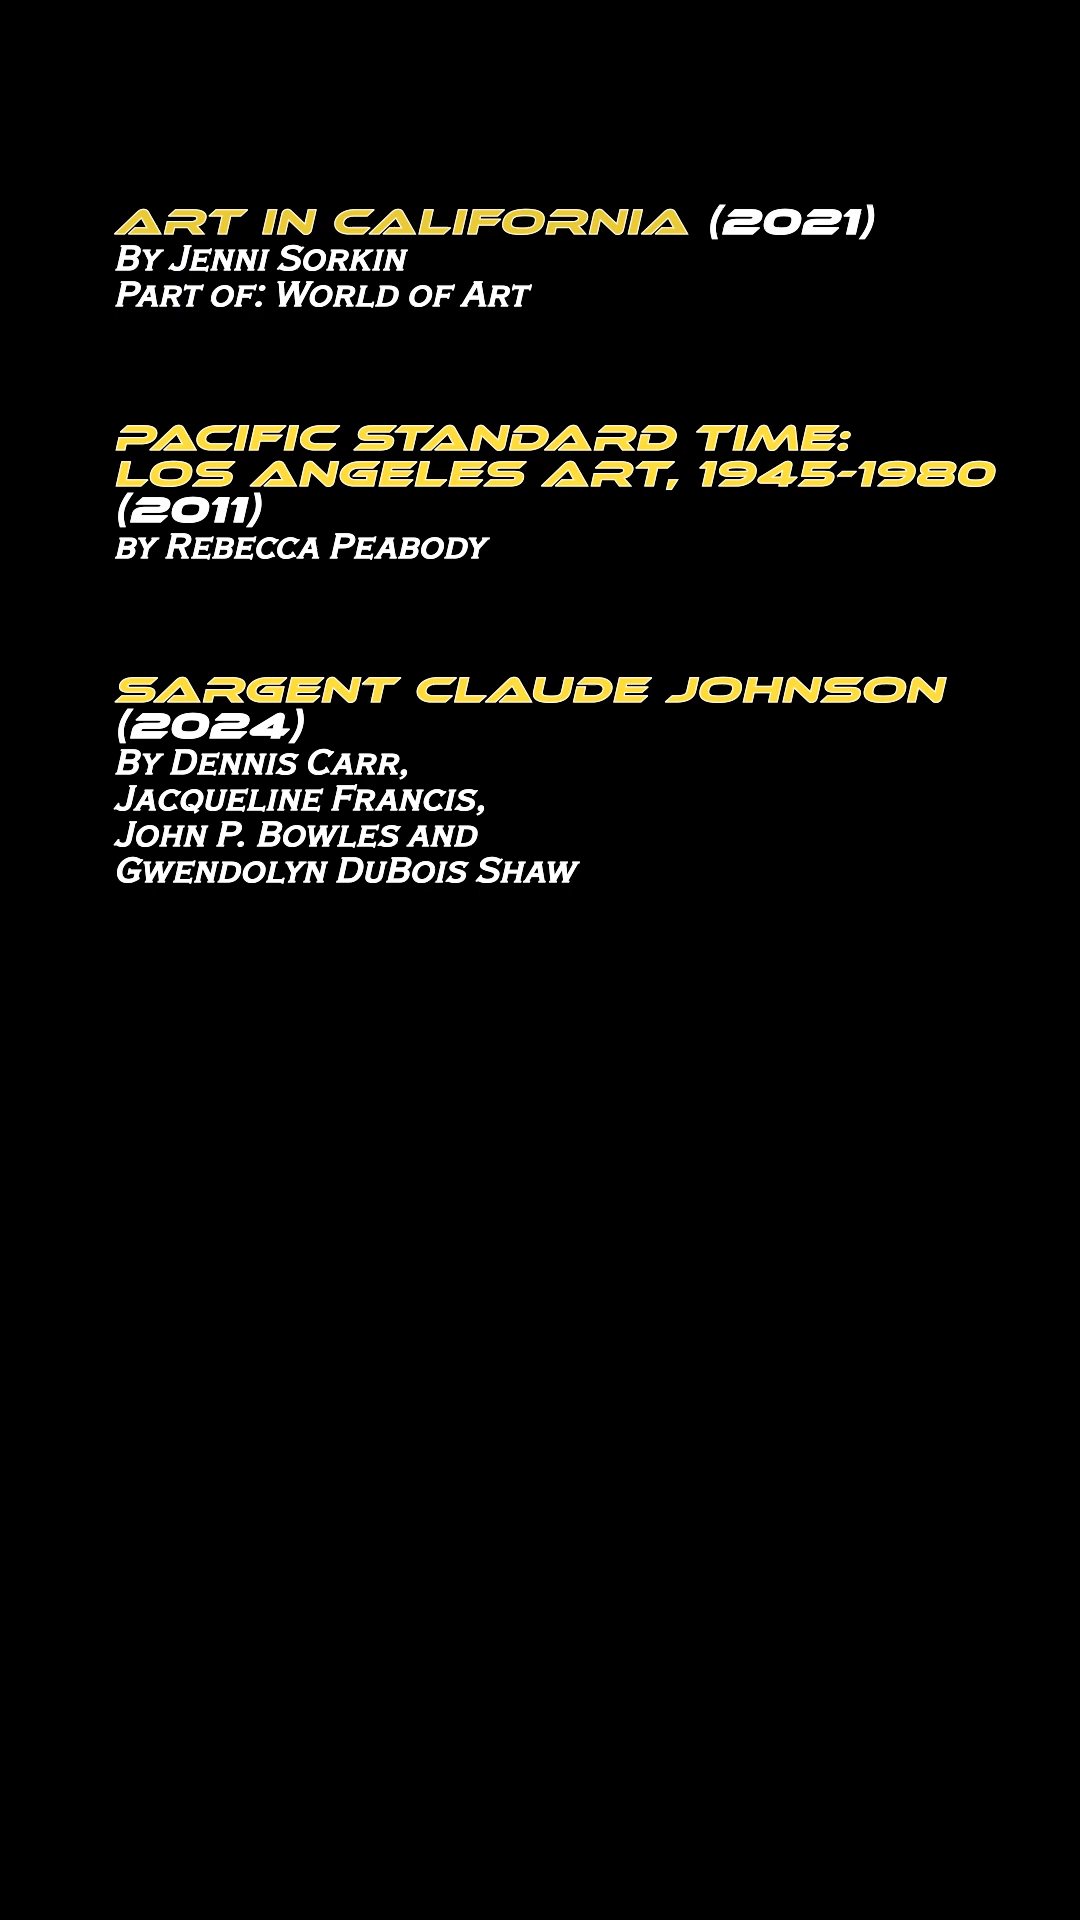 ART IN CALIFORNIA (2021)
By Jenni Sorkin
Part of: World of Art
PACIFIC STANDARD TIME:
LOS ANGELES ART, 1945-1980
(2011)
by Rebecca Peabody
SARGENT CLAUDE JOHNSON
(2024)
By Dennis Carr,
Jacqueline Francis,
John P. Bowles and
Gwendolyn DuBois Shaw